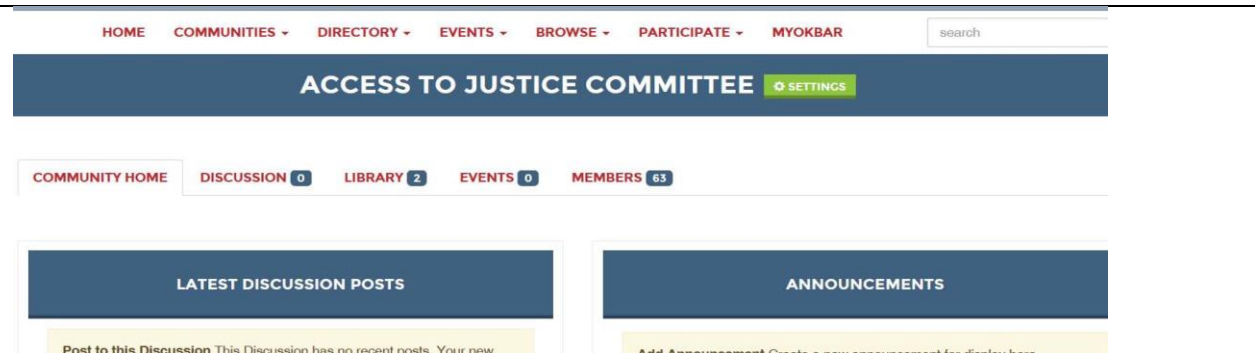 HOME COMMUNITIES DIRECTORY EVENTS BROWSE PARTICIPATE MYOKBAR search
ACCESS TO JUSTICE COMMITTEE SETTINGS
COMMUNITY HOME DISCUSSION 0 LIBRARY 2 EVENTS 0 MEMBERS 63
LATEST DISCUSSION POSTS
ANNOUNCEMENTS
Post to this Discussion This Discussion has no recent posts. Your new
Add Announcement Create a new announcement for display here.